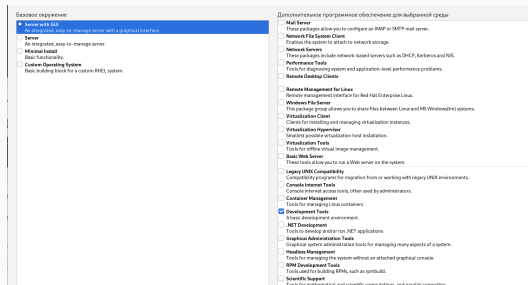 Базовое окружение
Server with GUI
An integrated, easy-to-manage server with a graphical interface.
Server
An integrated, easy-to-manage server.
Minimal Install
Basic functionality.
Custom Operating System
Basic building block for a custom RHEL system.
Дополнительное программное обеспечение для выбранной среды
Mail Server
These packages allow you to configure an IMAP or SMTP mail server.
Network File System Client
Enables the system to attach to network storage.
Network Servers
These packages include network-based servers such as DHCP, Kerberos and NIS.
Performance Tools
Tools for diagnosing system and application-level performance problems.
Remote Desktop Clients
Remote Management for Linux
Remote management interface for Red Hat Enterprise Linux.
Windows File Server
This package group allows you to share files between Linux and MS Windows(tm) systems.
Virtualization Client
Clients for installing and managing virtualization instances.
Virtualization Hypervisor
Smallest possible virtualization host installation.
Virtualization Tools
Tools for offline virtual image management.
Basic Web Server
These tools allow you to run a Web server on the system.
Legacy UNIX Compatibility
Compatibility programs for migration from or working with legacy UNIX environments.
Console Internet Tools
Console internet access tools, often used by administrators.
Container Management
Tools for managing Linux containers
Development Tools
A basic development environment.
.NET Development
Tools to develop and/or run .NET applications
Graphical Administration Tools
Graphical system administration tools for managing many aspects of a system.
Headless Management
Tools for managing the system without an attached graphical console.
RPM Development Tools
Tools used for building RPMs, such as rpmbuild.
Scientific Support
Tools for mathematical and scientific computations, and parallel computing.